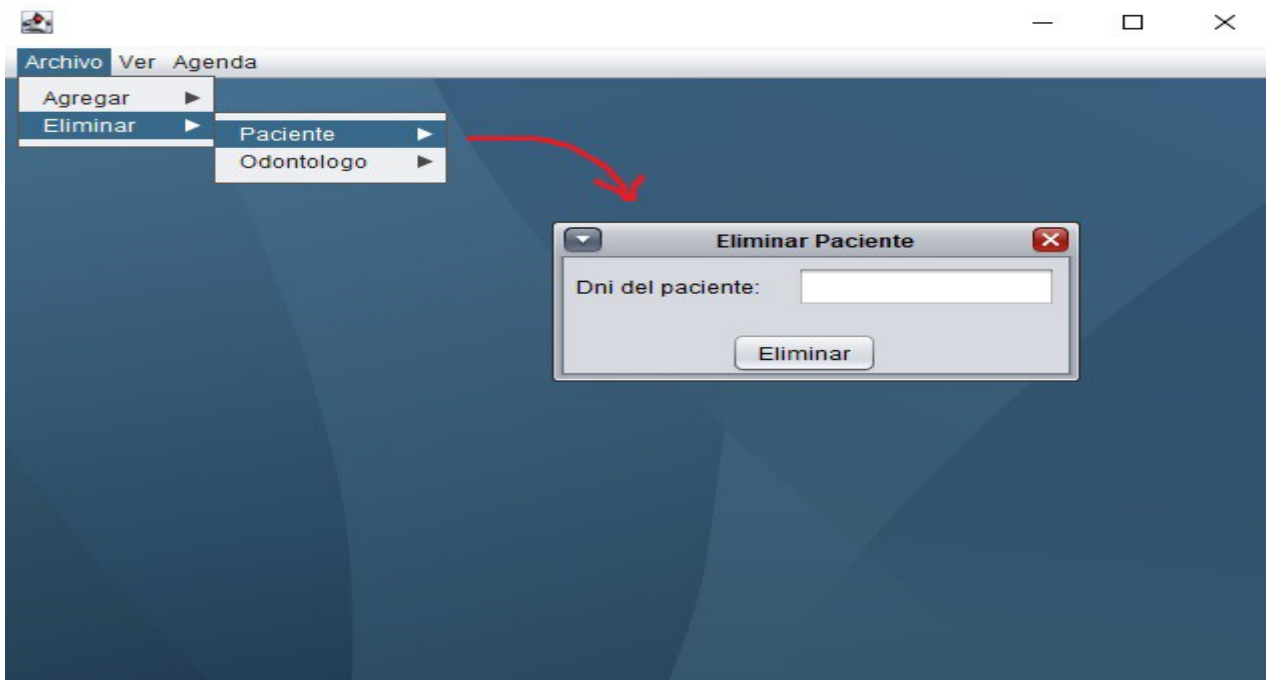 Archivo Ver Agenda
Agregar
Eliminar
Paciente
Odontologo
Eliminar Paciente
Dni del paciente:
Eliminar